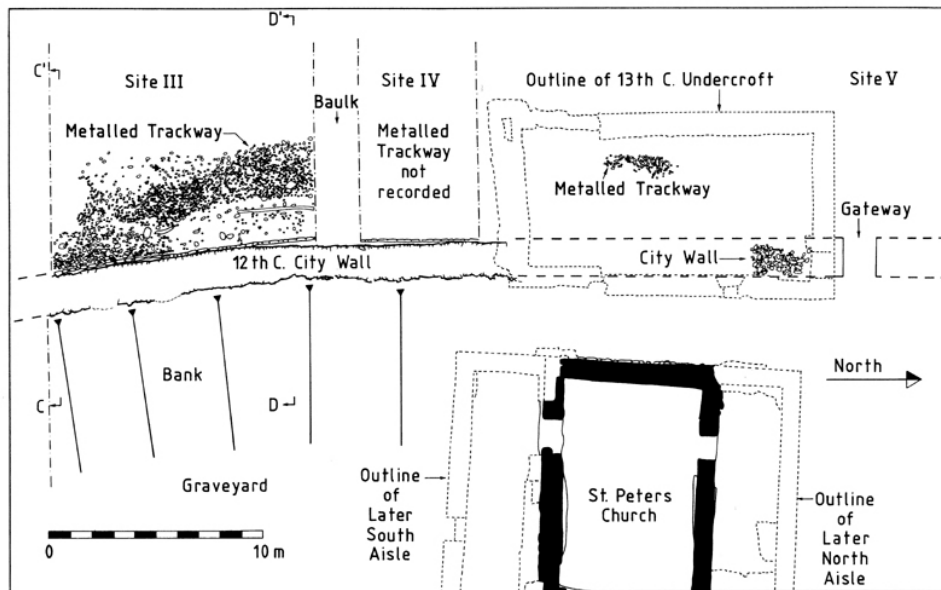 D'
C'
Site III
Site IV
Outline of 13th C. Undercroft
Site V
Baulk
Metalled Trackway
Metalled
Trackway
not
recorded
Metalled Trackway
Gateway
12th C. City Wall
City Wall
Bank
North
C
D
Graveyard
Outline
of
Later
South
Aisle
St. Peters
Church
Outline
of
Later
North
Aisle
0
10 m